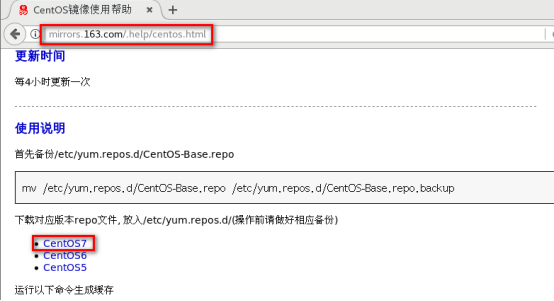 CentOS镜像使用帮助
mirrors.163.com/.help/centos.html
更新时间
每4小时更新一次
使用说明
首先备份/etc/yum.repos.d/CentOS-Base.repo
mv /etc/yum.repos.d/CentOS-Base.repo /etc/yum.repos.d/CentOS-Base.repo.backup
下载对应版本repo文件, 放入/etc/yum.repos.d/(操作前请做好相应备份)
CentOS7
CentOS6
CentOS5
运行以下命令生成缓存